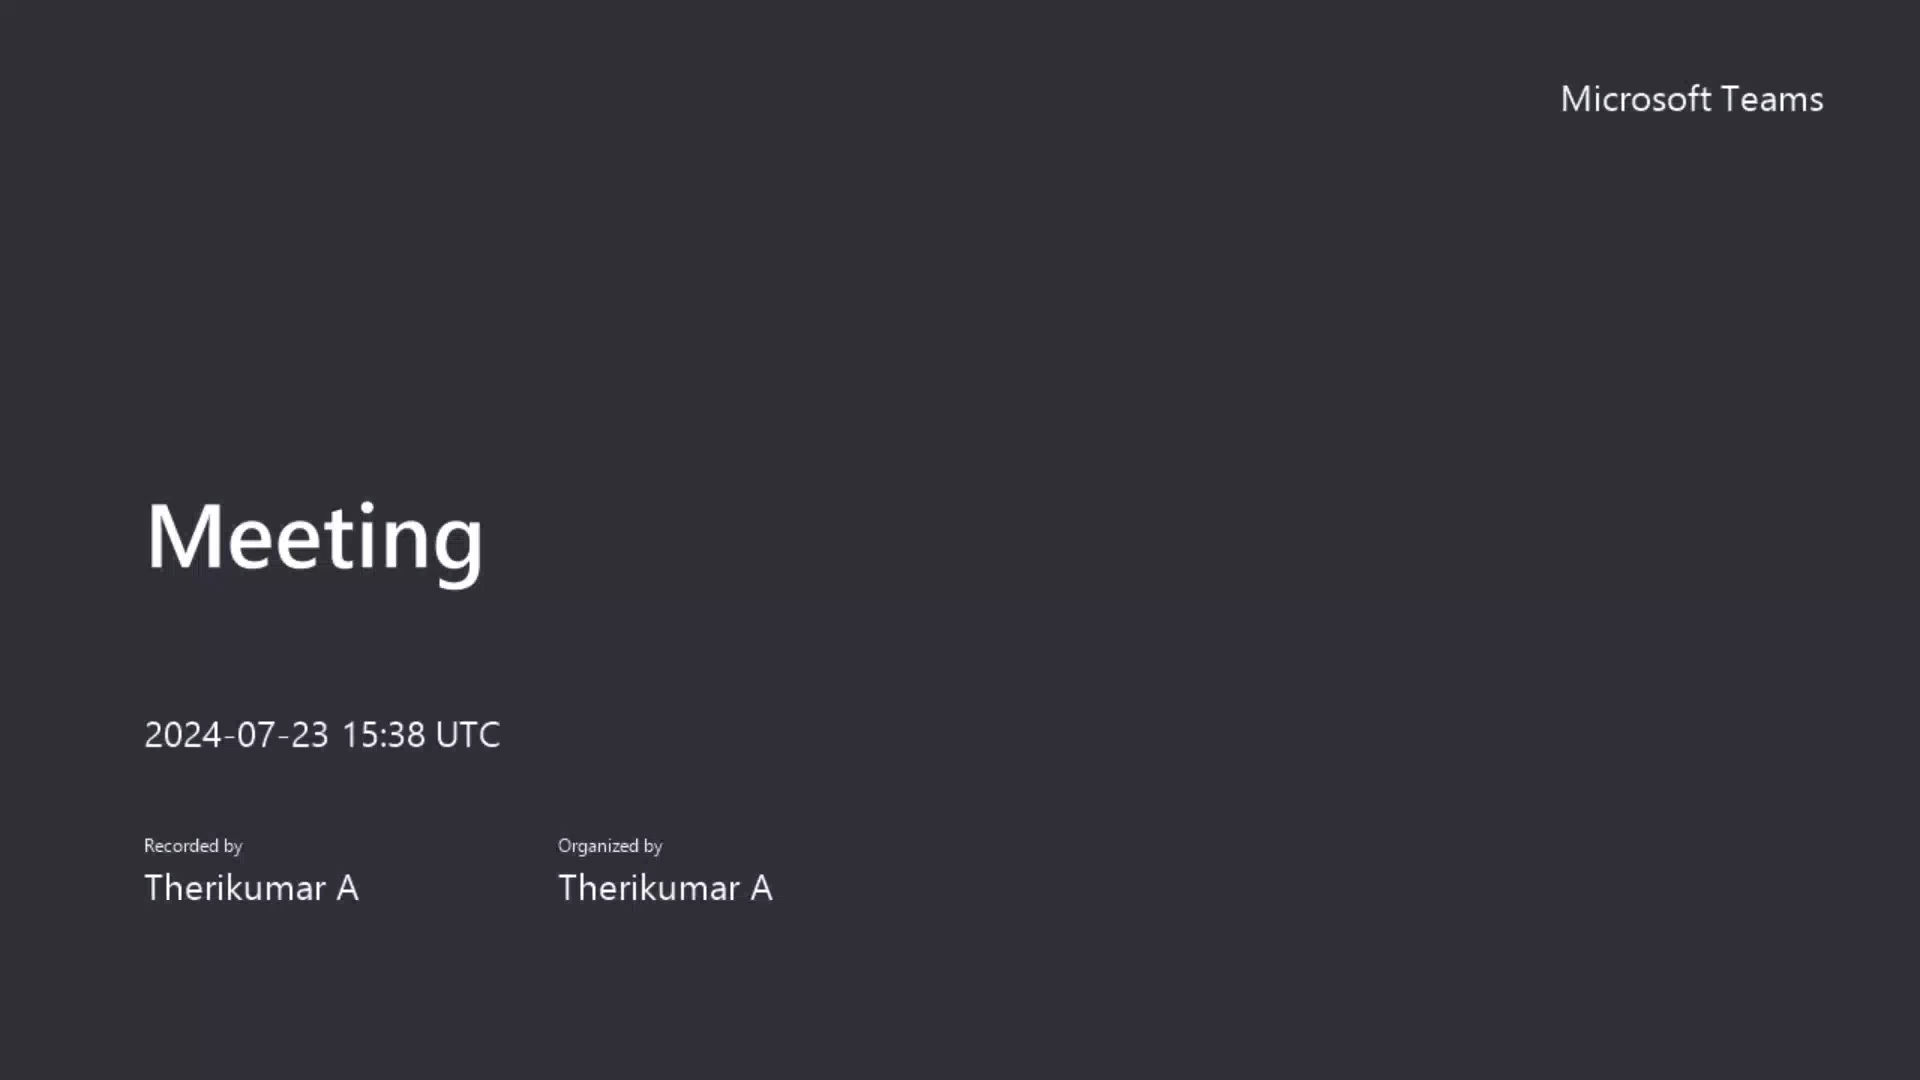 Microsoft Teams
Meeting
2024-07-23 15:38 UTC
Recorded by
Therikumar A
Organized by
Therikumar A